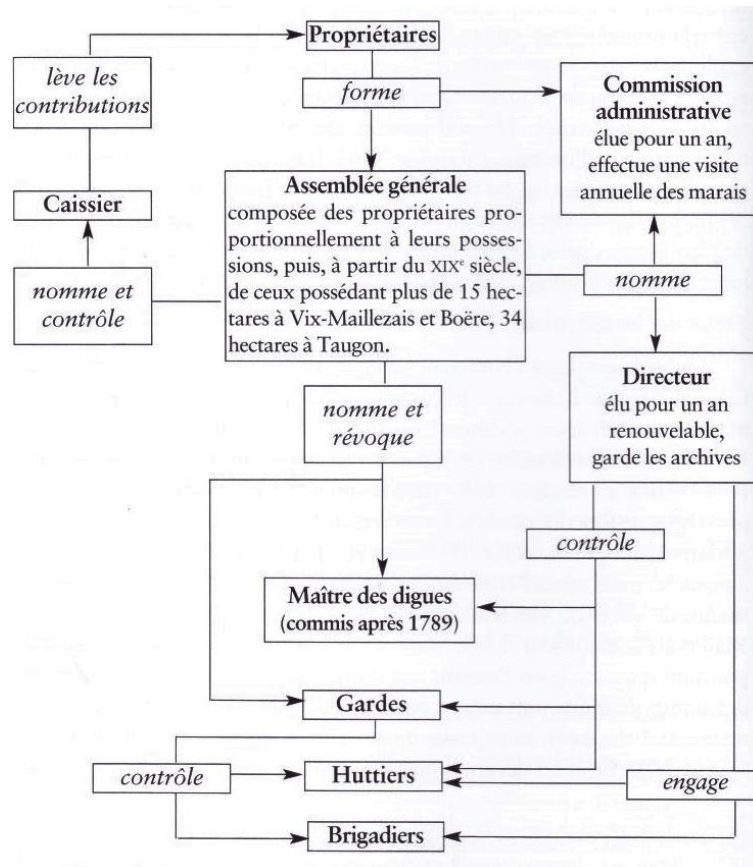 Propriétaires
lève les
contributions
forme
Commission
administrative
élue pour un an,
effectue une visite
annuelle des marais
Assemblée générale
composée des propriétaires pro-
portionnellement à leurs posses-
sions, puis, à partir du XIXᵉ siècle,
de ceux possédant plus de 15 hec-
tares à Vix-Maillezais et Boëre, 34
hectares à Taugon.
Caissier
nomme et
contrôle
nomme
nomme et
révoque
Directeur
élu pour un an
renouvelable,
garde les archives
contrôle
Maître des digues
(commis après 1789)
Gardes
contrôle
Huttiers
engage
Brigadiers